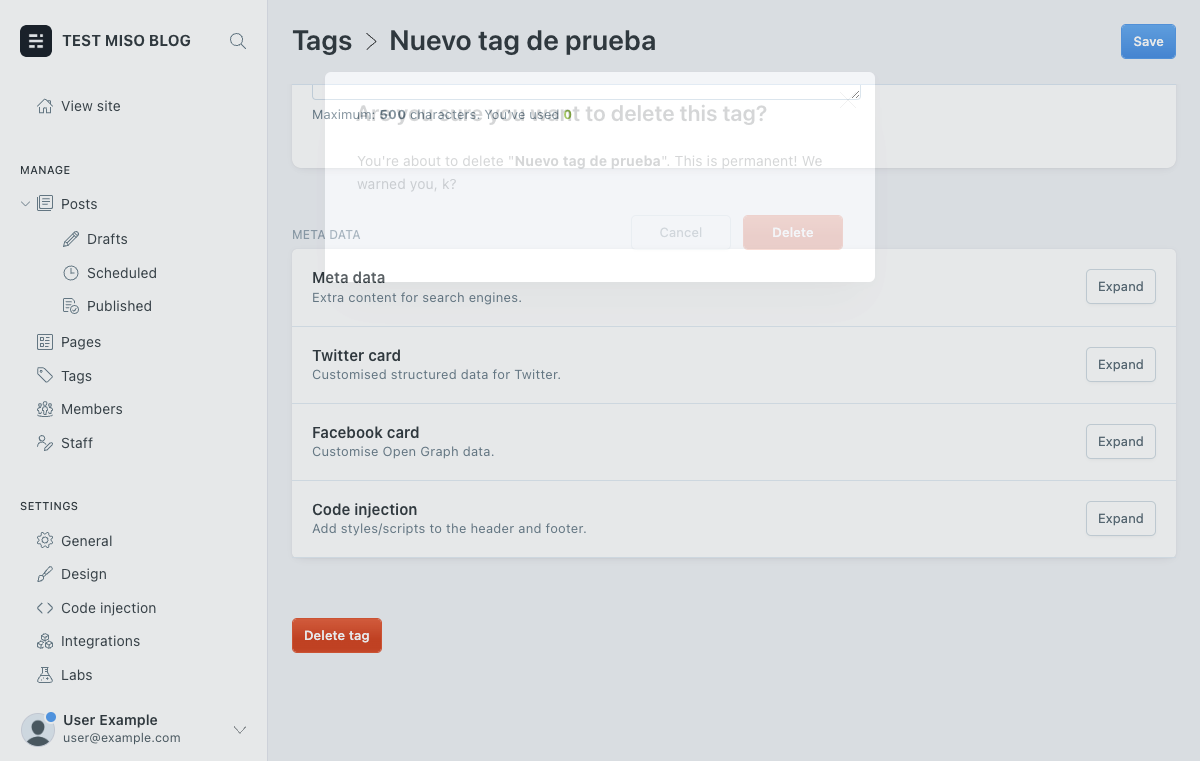 TEST MISO BLOG
View site
MANAGE
Posts
Drafts
Scheduled
Published
Pages
Tags
Members
Staff
SETTINGS
General
Design
Code injection
Integrations
Labs
User Example
user@example.com
Tags > Nuevo tag de prueba
Save
Maximum: 500 characters. You've used 0
Are you sure you want to delete this tag?
You're about to delete "Nuevo tag de prueba". This is permanent! We
warned you, k?
Cancel
Delete
META DATA
Meta data
Extra content for search engines.
Expand
Twitter card
Customised structured data for Twitter.
Expand
Facebook card
Customise Open Graph data.
Expand
Code injection
Add styles/scripts to the header and footer.
Expand
Delete tag